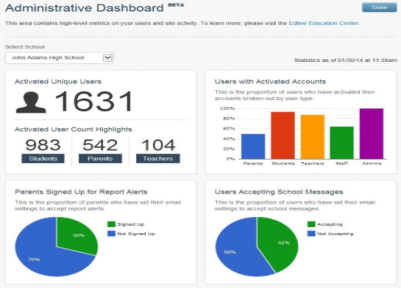 Administrative Dashboard BETA
Done
This area contains high-level metrics on your users and site activity. To learn more, please visit the Edline Education Center.
Select School
John Adams High School
Statistics as of 01/30/14 at 11:38am
Activated Unique Users
1631
Activated User Count Highlights
983 542 104
Students Parents Teachers
Users with Activated Accounts
This is the proportion of users who have activated their
accounts broken out by user type.
100%
80%
60%
40%
20%
0%
Parents Students Teachers Staff Admins
Parents Signed Up for Report Alerts
This is the proportion of parents who have set their email
settings to accept report alerts.
Signed Up
Not Signed Up
30%
70%
Users Accepting School Messages
This is the proportion of users who have set their email
settings to accept school messages.
Accepting
Not Accepting
42%
58%